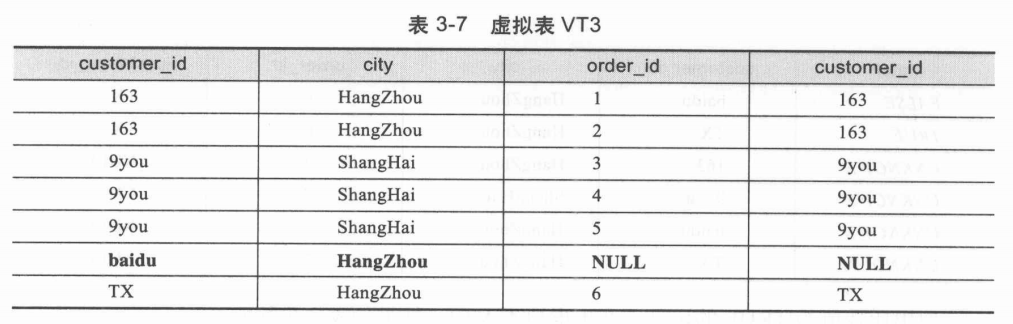 表 3-7 虚拟表 VT3
customer_id city order_id customer_id
163 HangZhou 1 163
163 HangZhou 2 163
9you ShangHai 3 9you
9you ShangHai 4 9you
9you ShangHai 5 9you
baidu HangZhou NULL NULL
TX HangZhou 6 TX